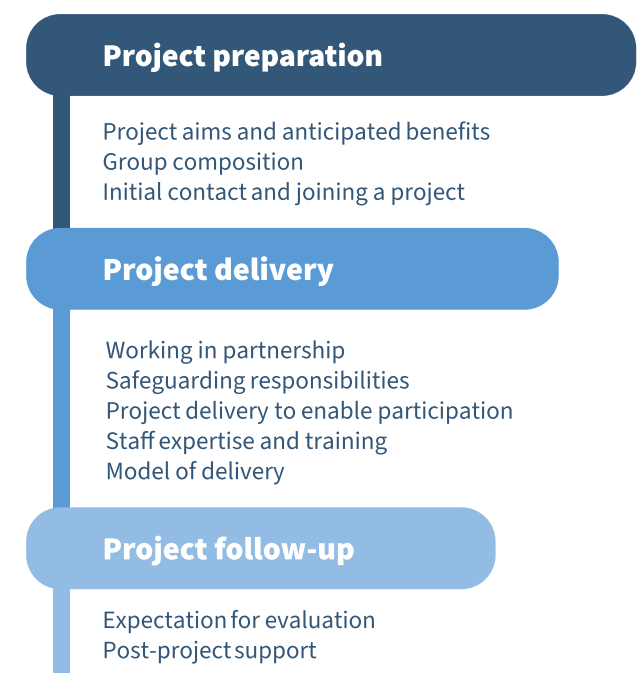 Project preparation
Project aims and anticipated benefits
Group composition
Initial contact and joining a project
Project delivery
Working in partnership
Safeguarding responsibilities
Project delivery to enable participation
Staff expertise and training
Model of delivery
Project follow-up
Expectation for evaluation
Post-project support